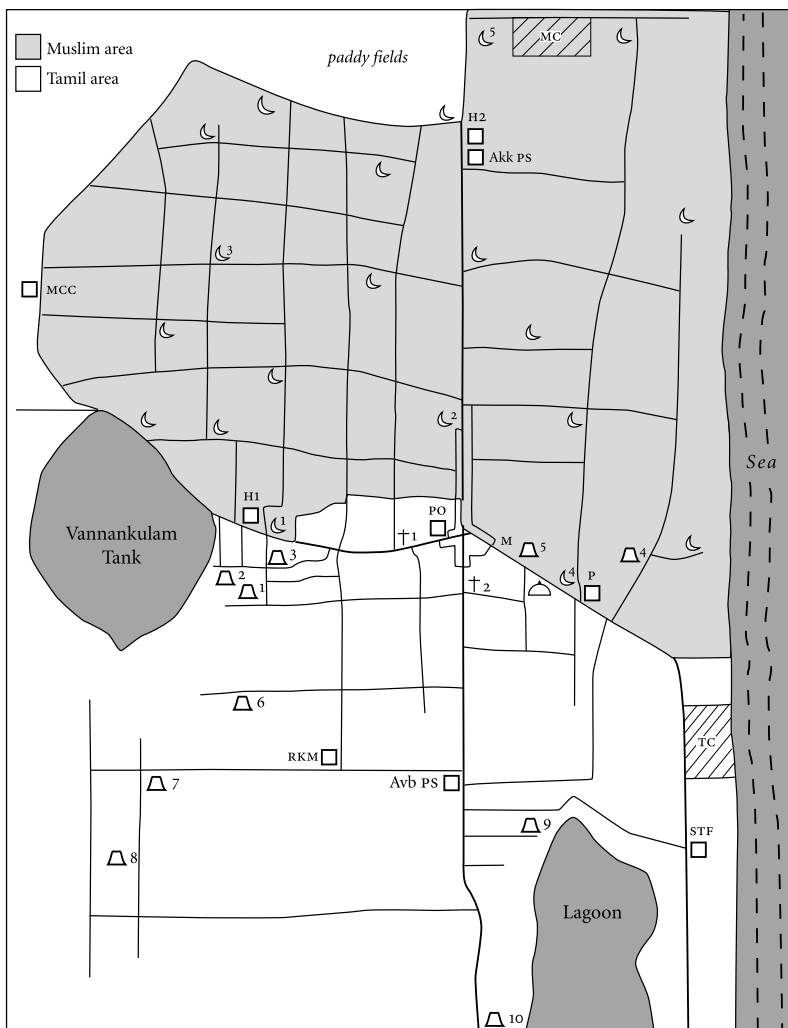 5
MC
Muslim area
paddy fields
Tamil area
H2
Akk PS
3
MCC
2
Sea
H1
PO
1
Vannankulam
Tank
1
M
5
4
3
4
P
2
1
2
6
TC
RKM
7
Avb PS
9
STF
8
Lagoon
10